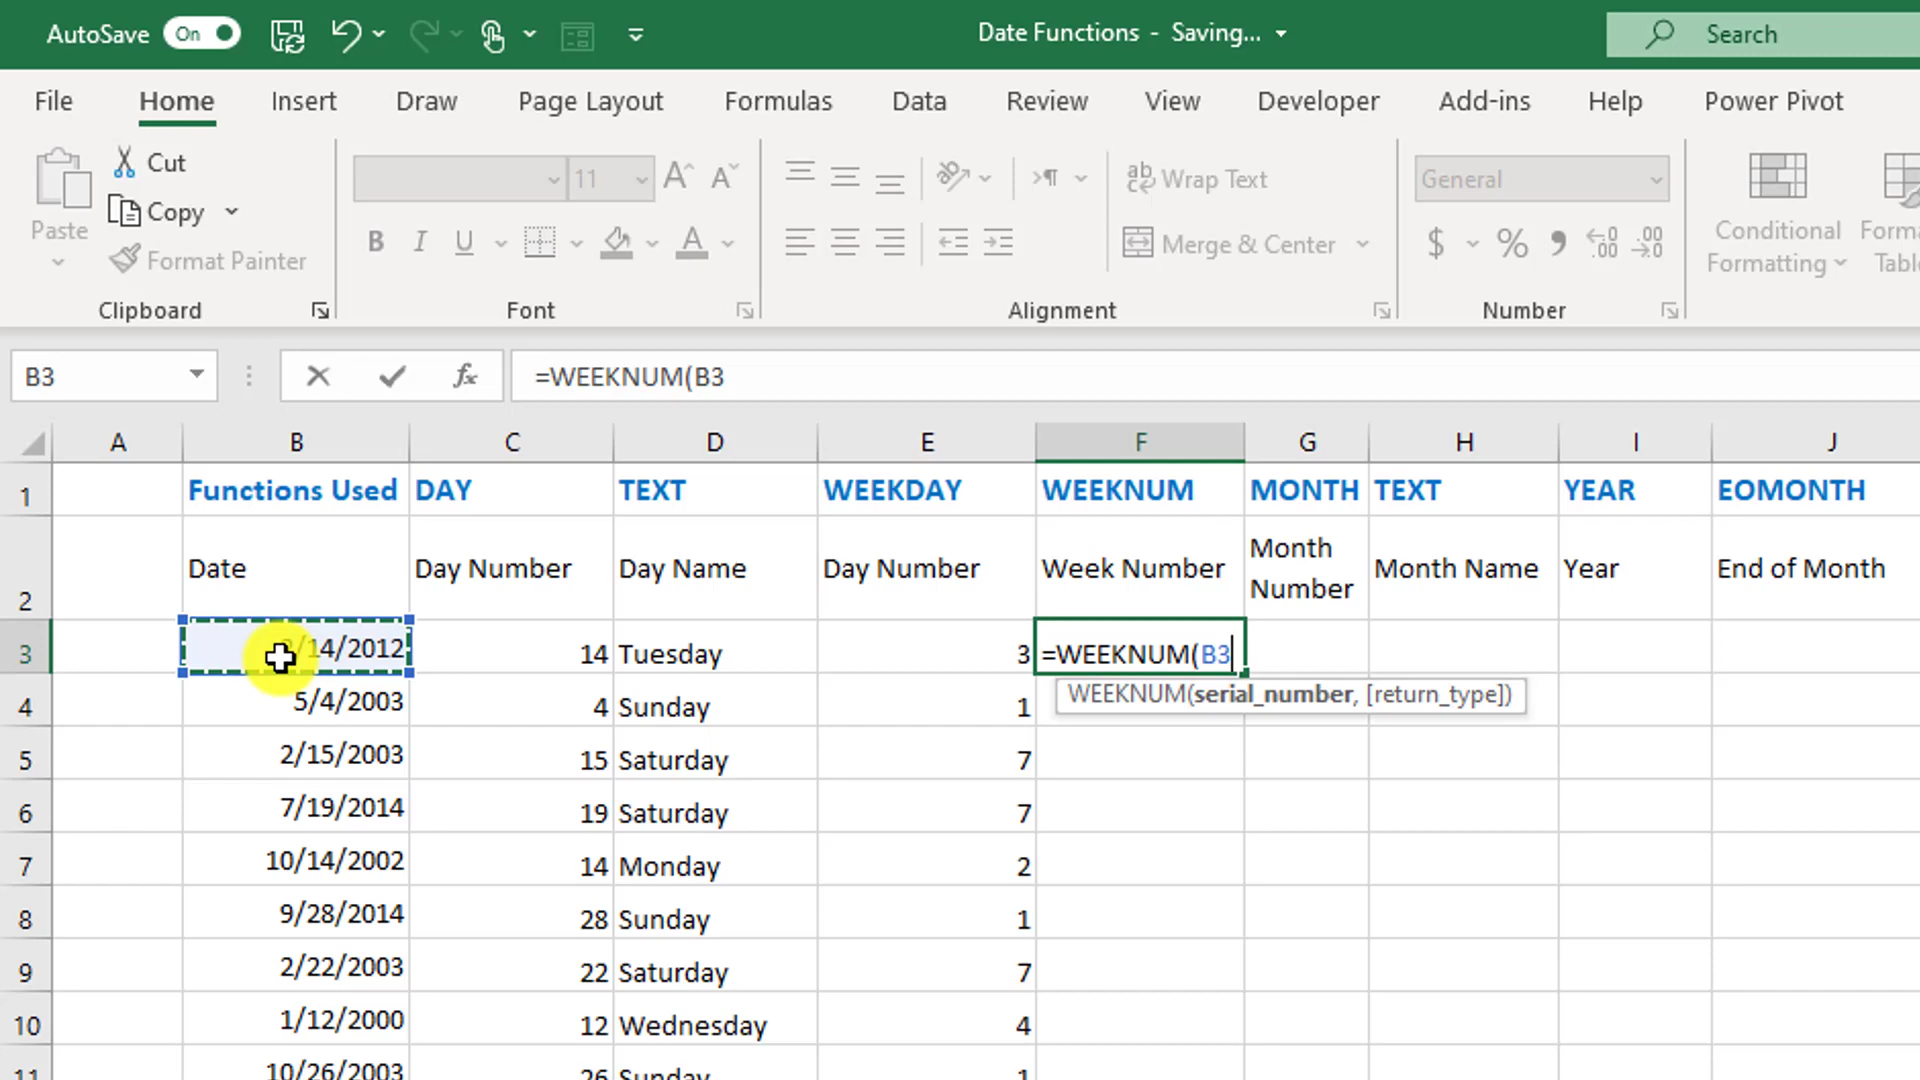 AutoSave On Date Functions - Saving... Search
File Home Insert Draw Page Layout Formulas Data Review View Developer Add-ins Help Power Pivot
Paste Cut Copy Format Painter
Clipboard
11
B I U A
Font
ab Wrap Text
Merge & Center
Alignment
General
$ % 9 .00
Number
Conditional Formatting
B3 fx =WEEKNUM(B3
A B C D E F G H I J
1 Functions Used DAY TEXT WEEKDAY WEEKNUM MONTH TEXT YEAR EOMONTH
2 Date Day Number Day Name Day Number Week Number Month Number Month Name Year End of Month
3 /14/2012 14 Tuesday 3 =WEEKNUM(B3
WEEKNUM(serial_number, [return_type])
4 5/4/2003 4 Sunday 1
5 2/15/2003 15 Saturday 7
6 7/19/2014 19 Saturday 7
7 10/14/2002 14 Monday 2
8 9/28/2014 28 Sunday 1
9 2/22/2003 22 Saturday 7
10 1/12/2000 12 Wednesday 4
11 10/26/2003 26 Sunday 1